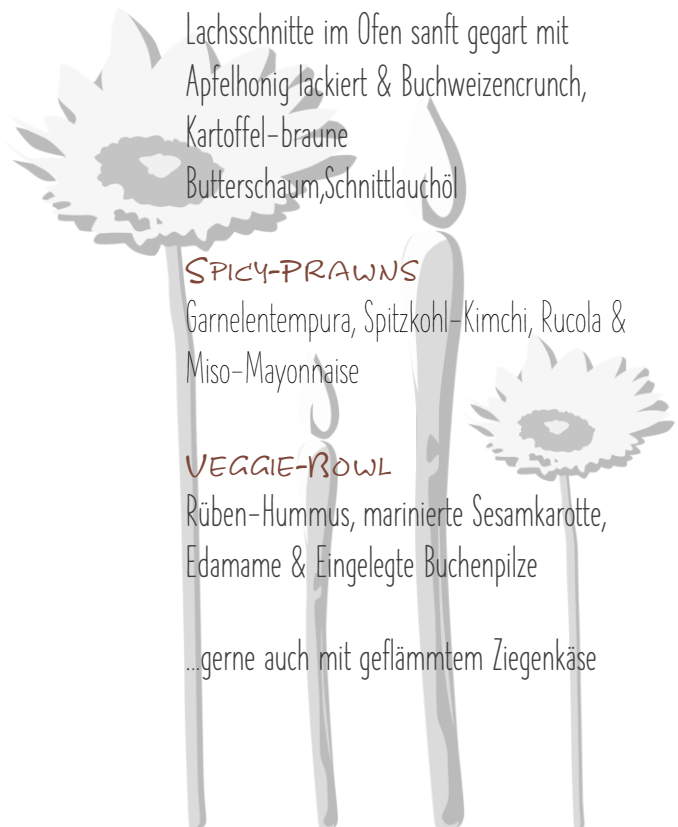 Lachsschnitte im Ofen sanft gegart mit
Apfelhonig lackiert & Buchweizencrunch,
Kartoffel-braune
Butterschaum,Schnittlauchöl
Spicy-Prawns
Garnelentempura, Spitzkohl-Kimchi, Rucola &
Miso-Mayonnaise
Veggie-Bowl
Rüben-Hummus, marinierte Sesamkarotte,
Edamame & Eingelegte Buchenpilze
...gerne auch mit geflämmtem Ziegenkäse